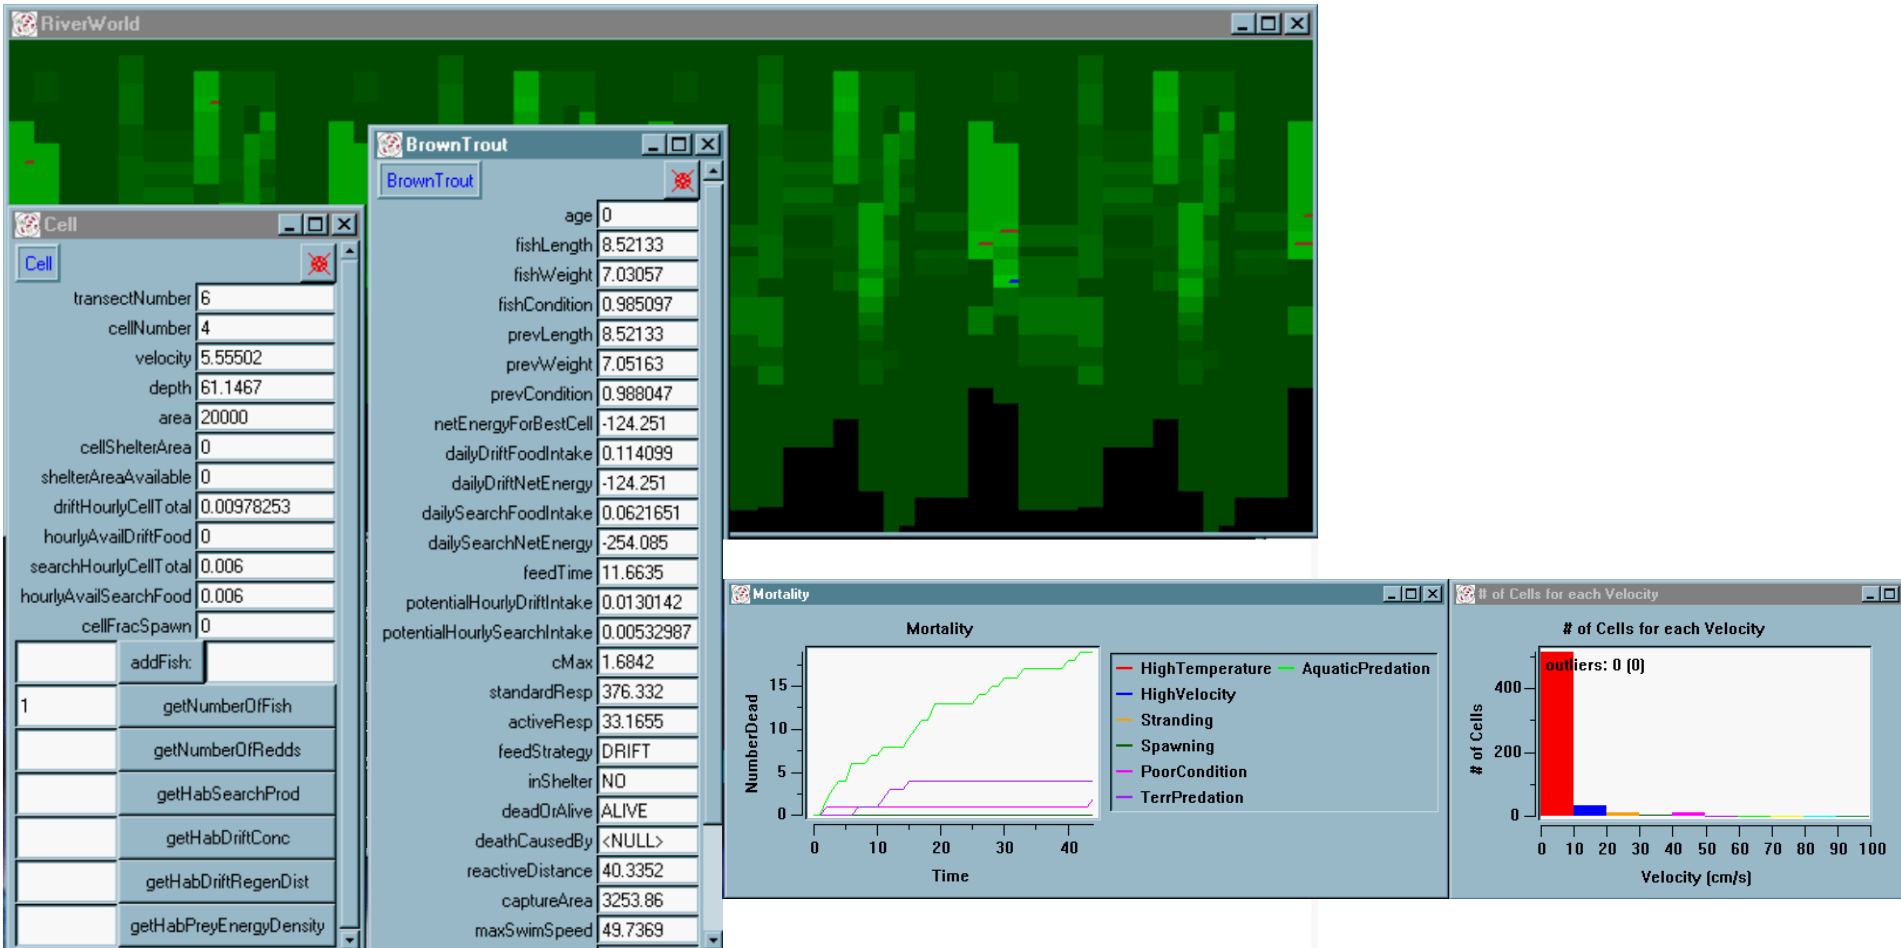 RiverWorld
Cell
Cell
transectNumber 6
cellNumber 4
velocity 5.55502
depth 61.1467
area 20000
cellShelterArea 0
shelterAreaAvailable 0
driftHourlyCellTotal 0.00978253
hourlyAvailDriftFood 0
searchHourlyCellTotal 0.006
hourlyAvailSearchFood 0.006
cellFracSpawn 0
addFish:
1 getNumberOfFish
getNumberOfRedds
getHabSearchProd
getHabDriftConc
getHabDriftRegenDist
getHabPreyEnergyDensity
BrownTrout
BrownTrout
age 0
fishLength 8.52133
fishWeight 7.03057
fishCondition 0.985097
prevLength 8.52133
prevWeight 7.05163
prevCondition 0.988047
netEnergyForBestCell -124.251
dailyDriftFoodIntake 0.114099
dailyDriftNetEnergy -124.251
dailySearchFoodIntake 0.0621651
dailySearchNetEnergy -254.085
feedTime 11.6635
potentialHourlyDriftIntake 0.0130142
potentialHourlySearchIntake 0.00532987
cMax 1.6842
standardResp 376.332
activeResp 33.1655
feedStrategy DRIFT
inShelter NO
deadOrAlive ALIVE
deathCausedBy <NULL>
reactiveDistance 40.3352
captureArea 3253.86
maxSwimSpeed 49.7369
Mortality
Mortality
NumberDead
15
10
5
0
0 10 20 30 40
Time
HighTemperature AquaticPredation
HighVelocity
Stranding
Spawning
PoorCondition
TerrPredation
# of Cells for each Velocity
# of Cells for each Velocity
outliers: 0 (0)
# of Cells
400
200
0
0 10 20 30 40 50 60 70 80 90 100
Velocity (cm/s)